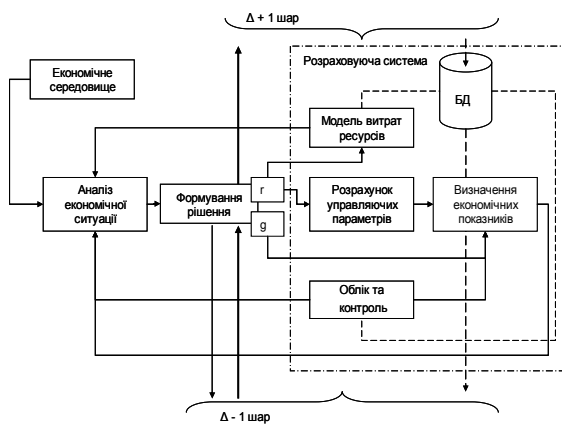 Δ + 1 шар
Розраховуюча система
Економічне
середовище
БД
Модель витрат
ресурсів
Аналіз
економічної
ситуації
Формування
рішення
r
g
Розрахунок
управляючих
параметрів
Визначення
економічних
показників
Облік та
контроль
Δ - 1 шар